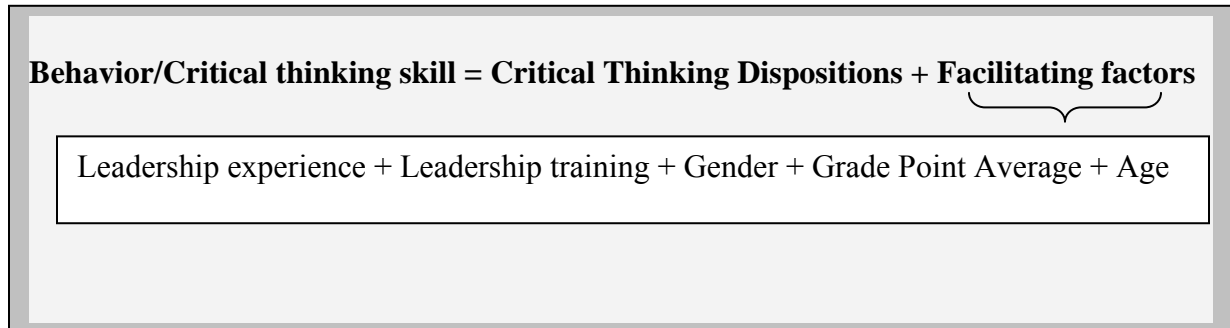 Behavior/Critical thinking skill = Critical Thinking Dispositions + Facilitating factors
Leadership experience + Leadership training + Gender + Grade Point Average + Age